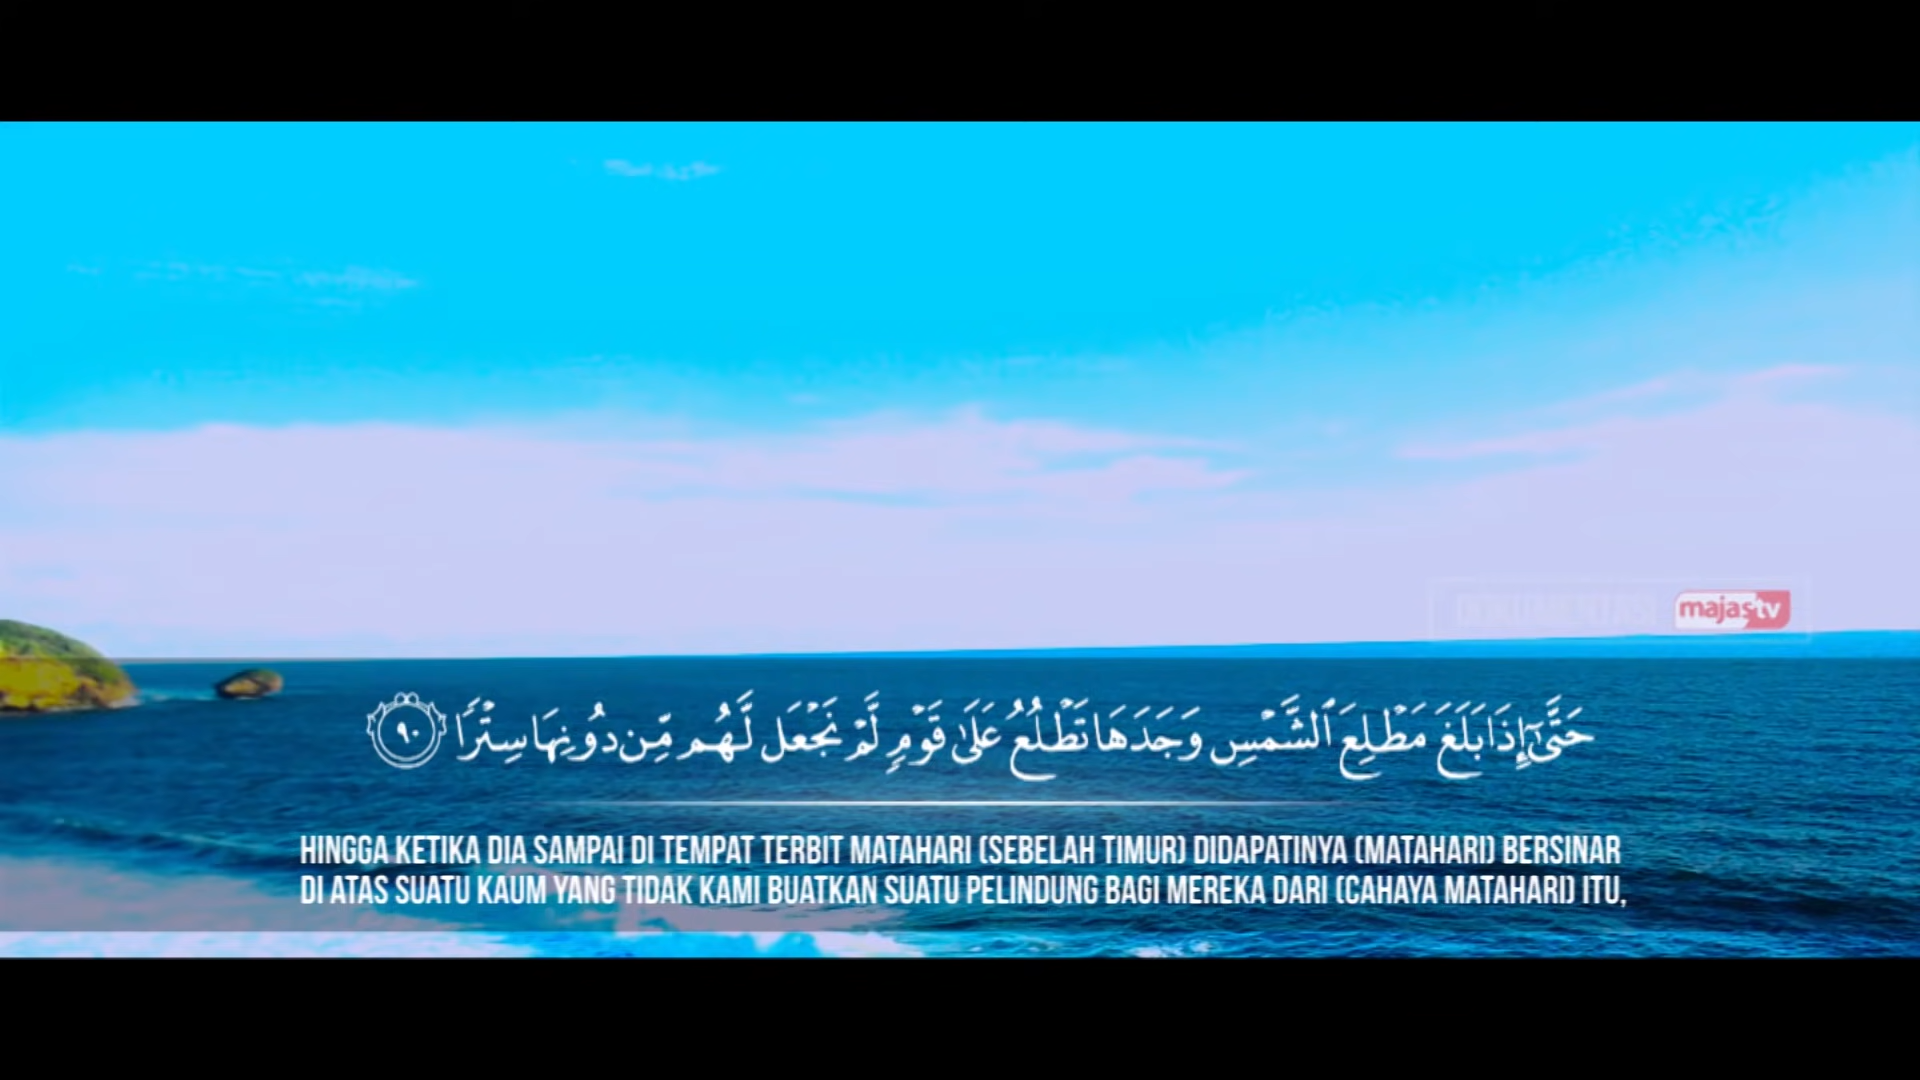 majastv
حَتَّىٰٓ إِذَا بَلَغَ مَطْلِعَ ٱلشَّمْسِ وَجَدَهَا تَطْلُعُ عَلَىٰ قَوْمٍ لَّمْ نَجْعَل لَّهُم مِّن دُونِهَا سِتْرًا ٩٠
HINGGA KETIKA DIA SAMPAI DI TEMPAT TERBIT MATAHARI (SEBELAH TIMUR) DIDAPATINYA (MATAHARI) BERSINAR
DI ATAS SUATU KAUM YANG TIDAK KAMI BUATKAN SUATU PELINDUNG BAGI MEREKA DARI (CAHAYA MATAHARI) ITU,